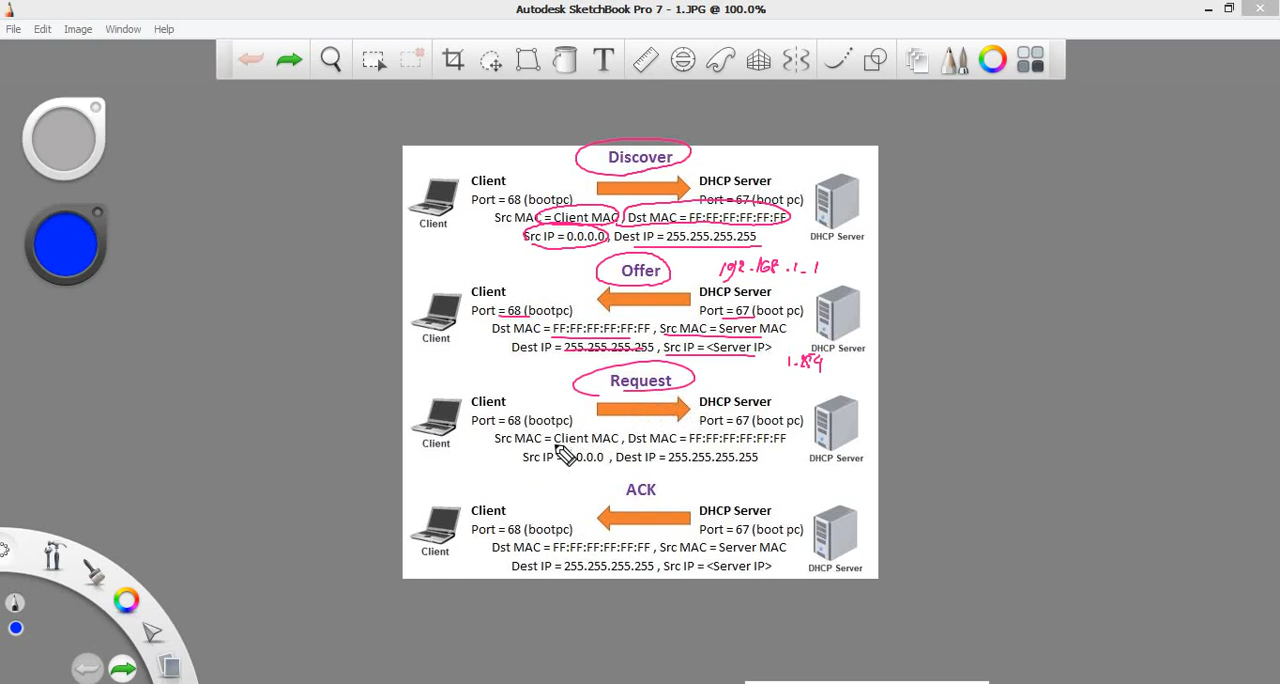 Autodesk SketchBook Pro 7 - 1.JPG @ 100.0%
File Edit Image Window Help
Discover
Client DHCP Server
Port = 68 (bootpc) Port = 67 (boot pc)
Src MAC = Client MAC, Dst MAC = FF:FF:FF:FF:FF:FF
Client
Src IP = 0.0.0.0, Dest IP = 255.255.255.255
DHCP Server
Offer 192.168.1.1
Client DHCP Server
Port = 68 (bootpc) Port = 67 (boot pc)
Dst MAC = FF:FF:FF:FF:FF:FF , Src MAC = Server MAC
Client
Dest IP = 255.255.255.255 , Src IP = <Server IP>
DHCP Server
1.254
Request
Client DHCP Server
Port = 68 (bootpc) Port = 67 (boot pc)
Src MAC = Client MAC , Dst MAC = FF:FF:FF:FF:FF:FF
Client
Src IP = 0.0.0 , Dest IP = 255.255.255.255
DHCP Server
ACK
Client DHCP Server
Port = 68 (bootpc) Port = 67 (boot pc)
Dst MAC = FF:FF:FF:FF:FF:FF , Src MAC = Server MAC
Client
Dest IP = 255.255.255.255 , Src IP = <Server IP>
DHCP Server